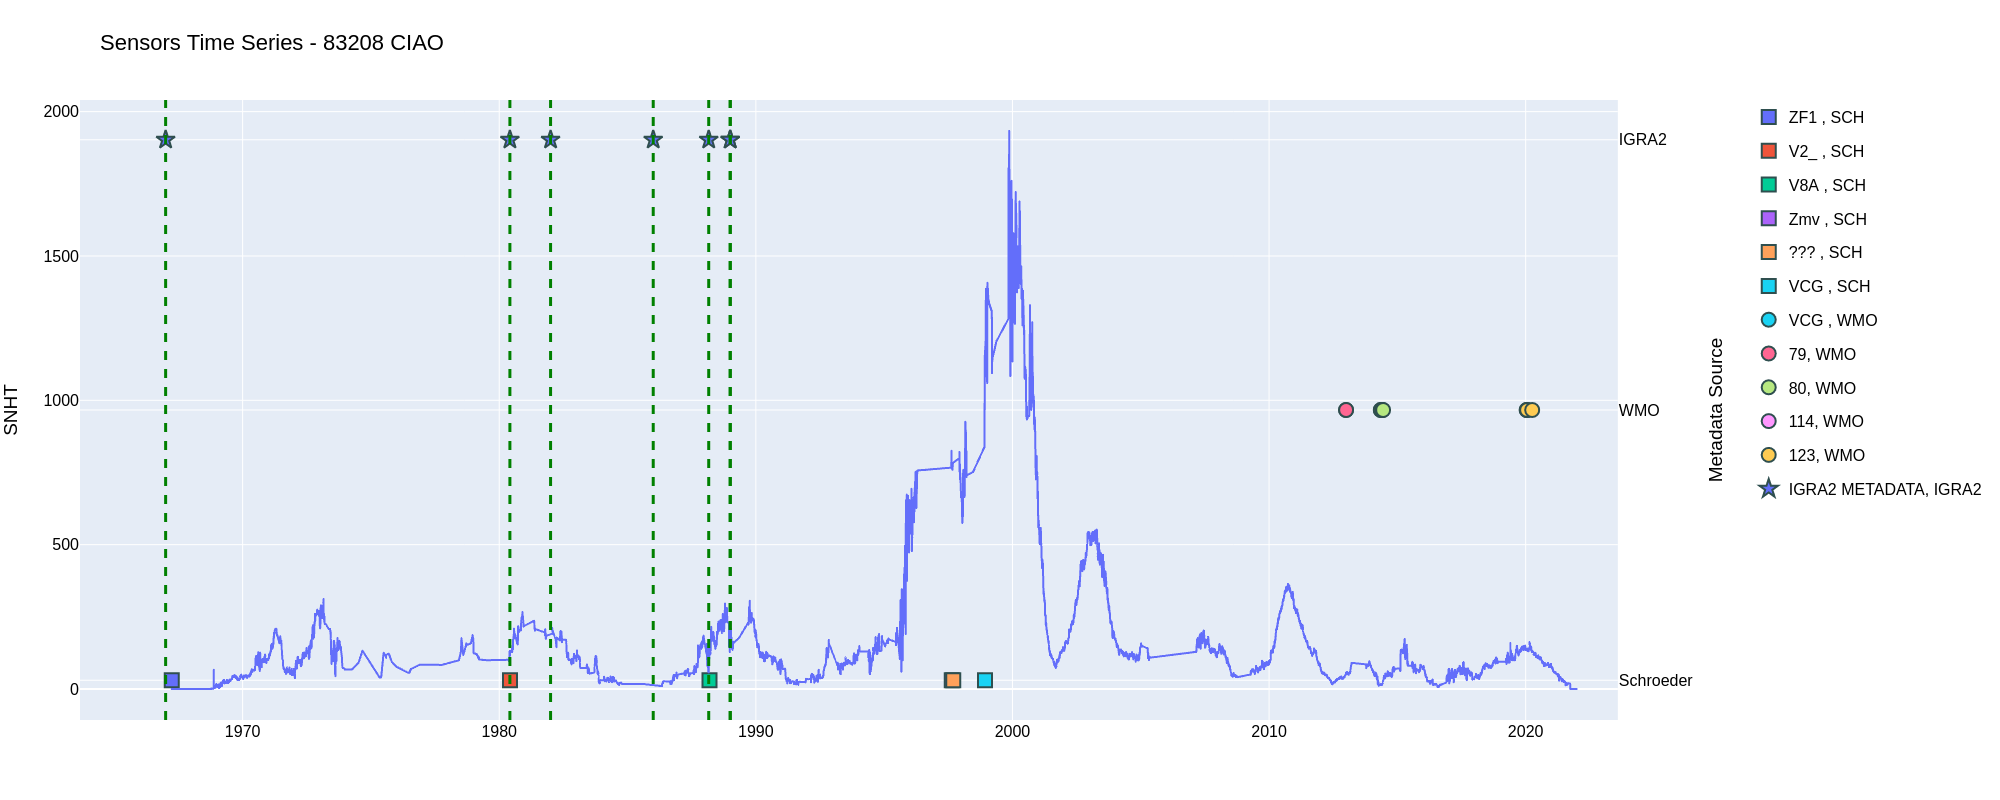 Sensors Time Series - 83208 CIAO
2000
1500
1000
500
0
SNHT
1970
1980
1990
2000
2010
2020
IGRA2
WMO
Schroeder
Metadata Source
ZF1 , SCH
V2_ , SCH
V8A , SCH
Zmv , SCH
??? , SCH
VCG , SCH
VCG , WMO
79, WMO
80, WMO
114, WMO
123, WMO
IGRA2 METADATA, IGRA2